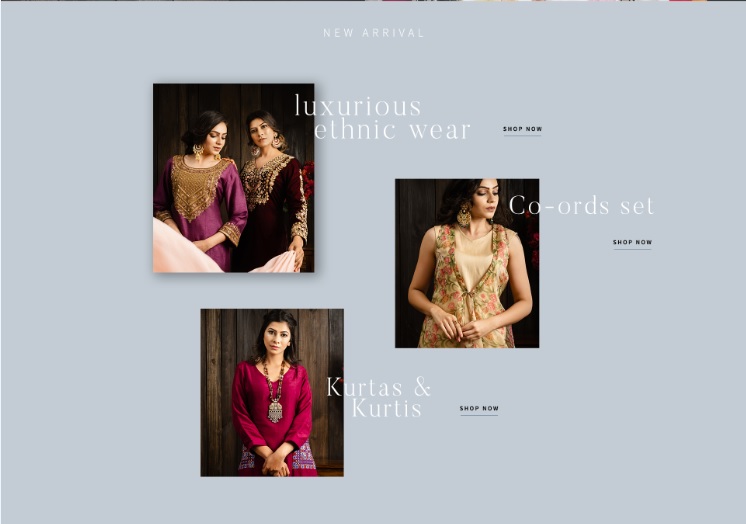 NEW ARRIVAL
luxurious
ethnic wear
SHOP NOW
Co-ords set
SHOP NOW
Kurtas &
Kurtis
SHOP NOW